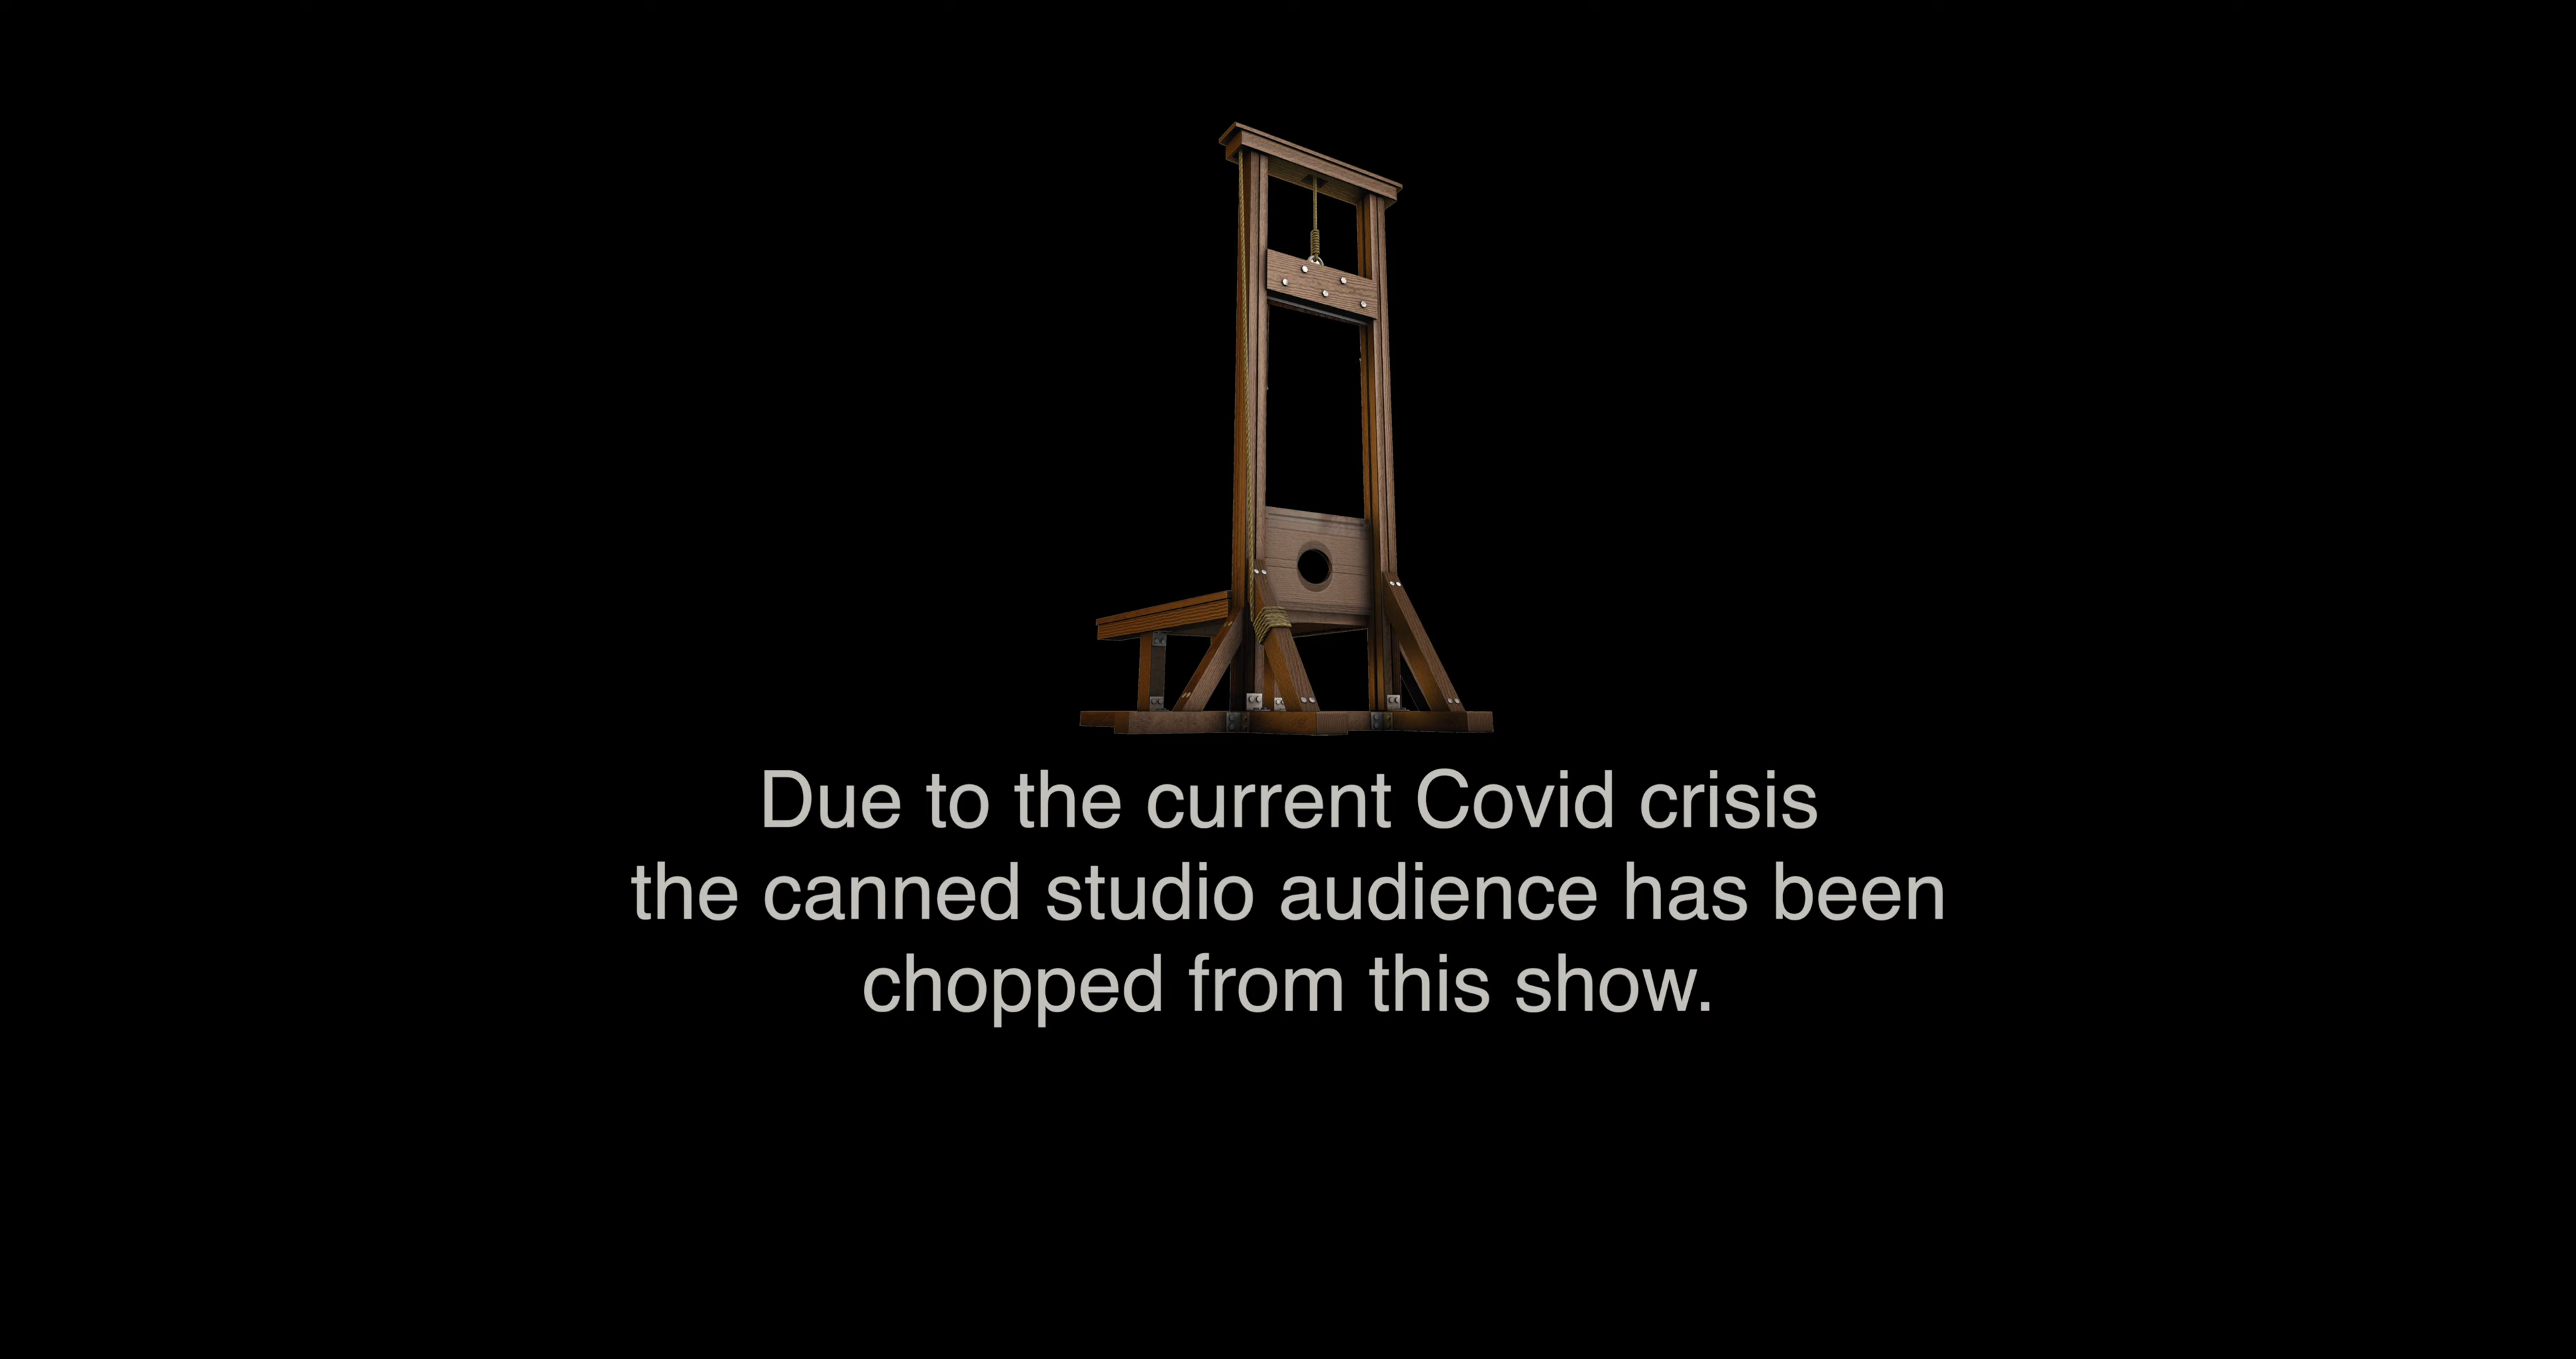 Due to the current Covid crisis
the canned studio audience has been
chopped from this show.